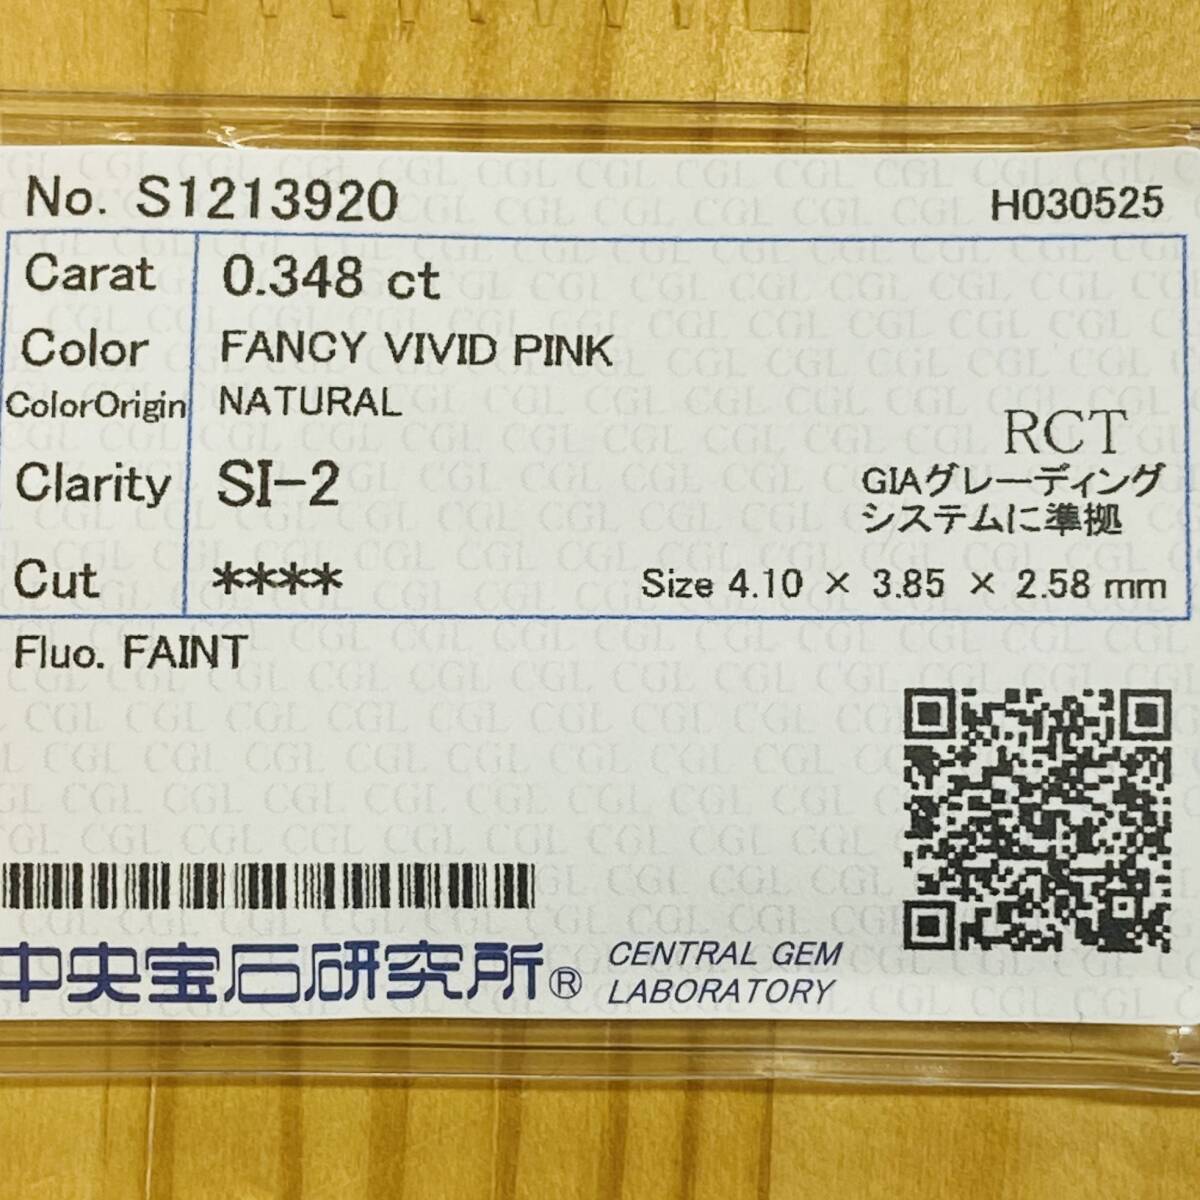 No. S1213920 H030525
Carat 0.348 ct
Color FANCY VIVID PINK
ColorOrigin NATURAL
RCT
Clarity SI-2
GIAグレーディング
システムに準拠
Cut ****
Size 4.10 × 3.85 × 2.58 mm
Fluo. FAINT
中央宝石研究所® CENTRAL GEM
LABORATORY